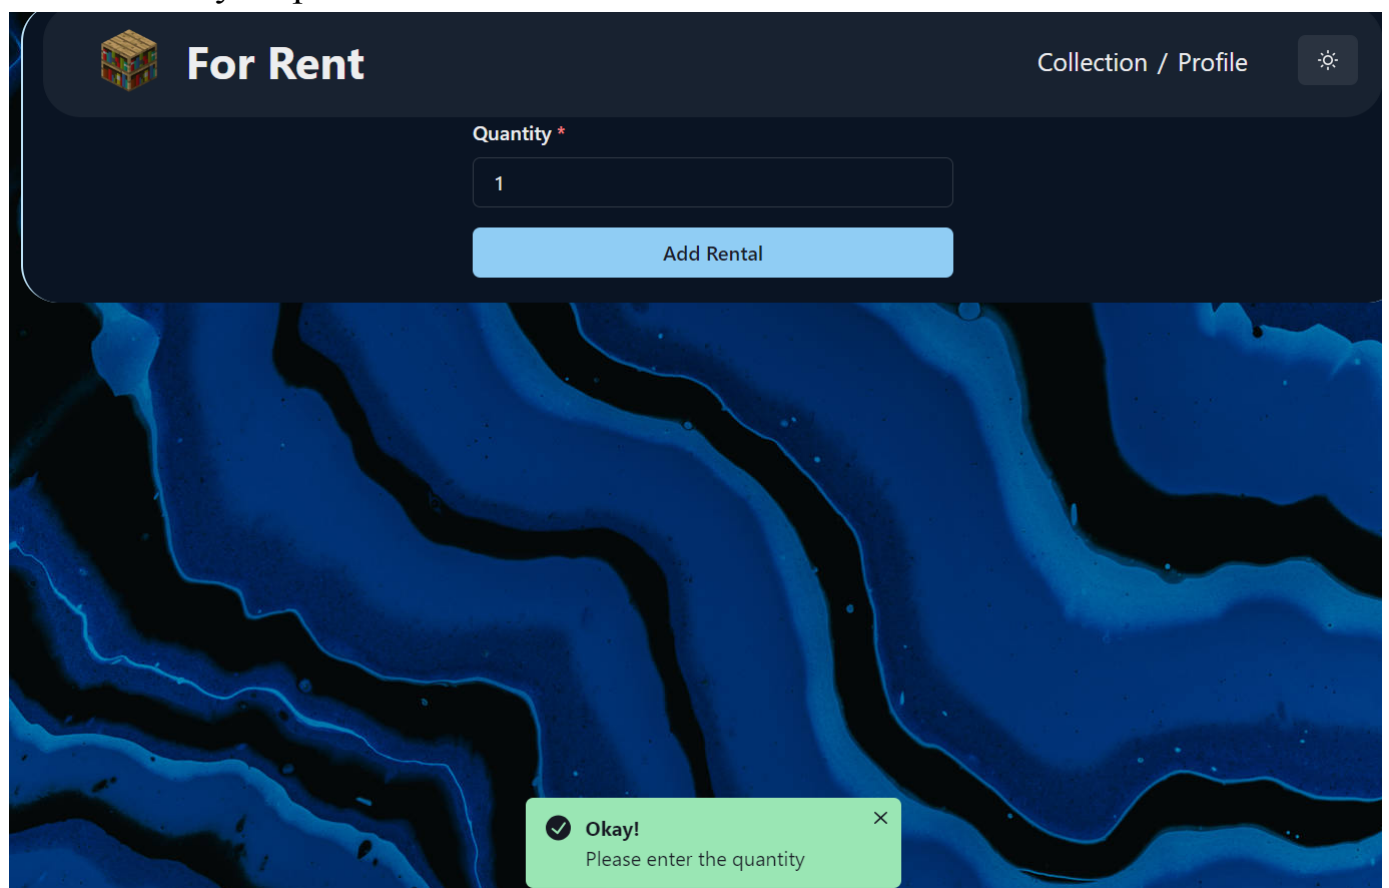 For Rent
Collection / Profile
Quantity *
1
Add Rental
Okay!
Please enter the quantity